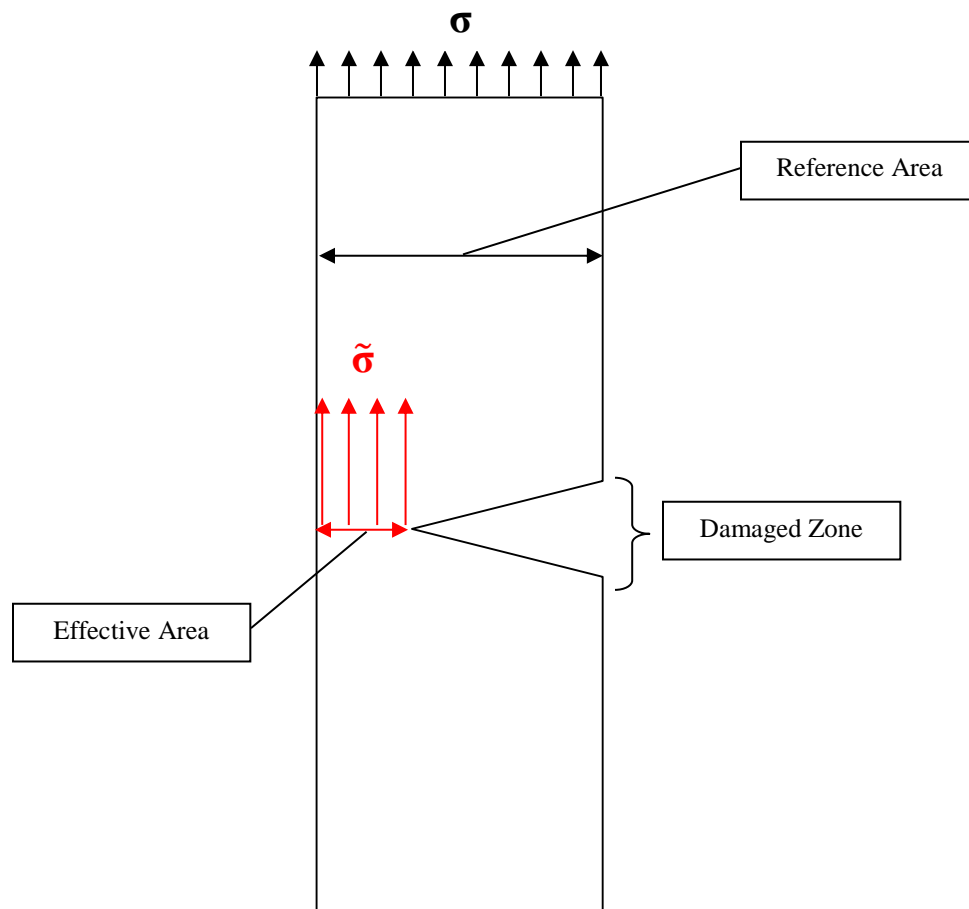 σ
Reference Area
σ̃
Damaged Zone
Effective Area